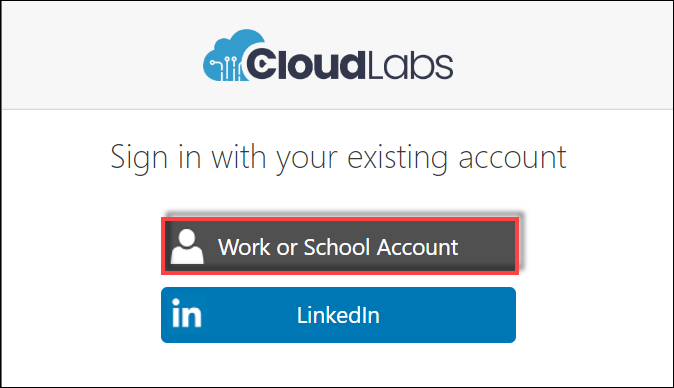 CloudLabs
Sign in with your existing account
Work or School Account
in LinkedIn